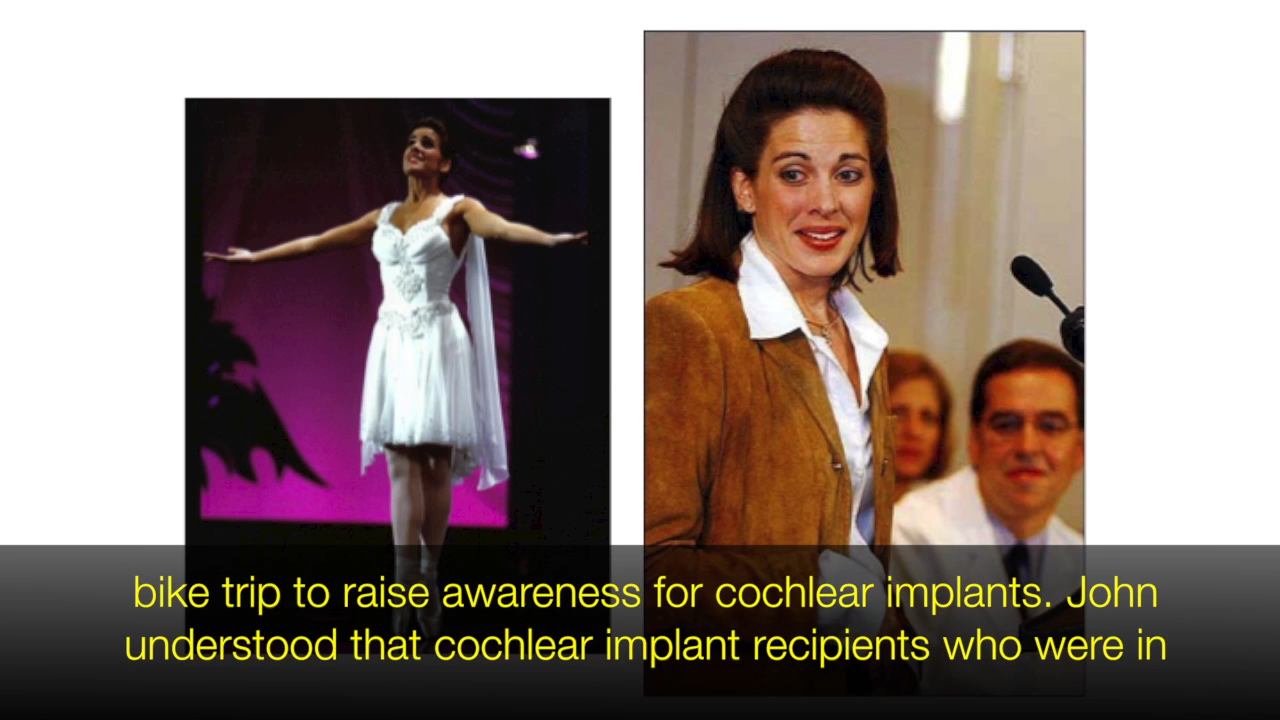 bike trip to raise awareness for cochlear implants. John
understood that cochlear implant recipients who were in